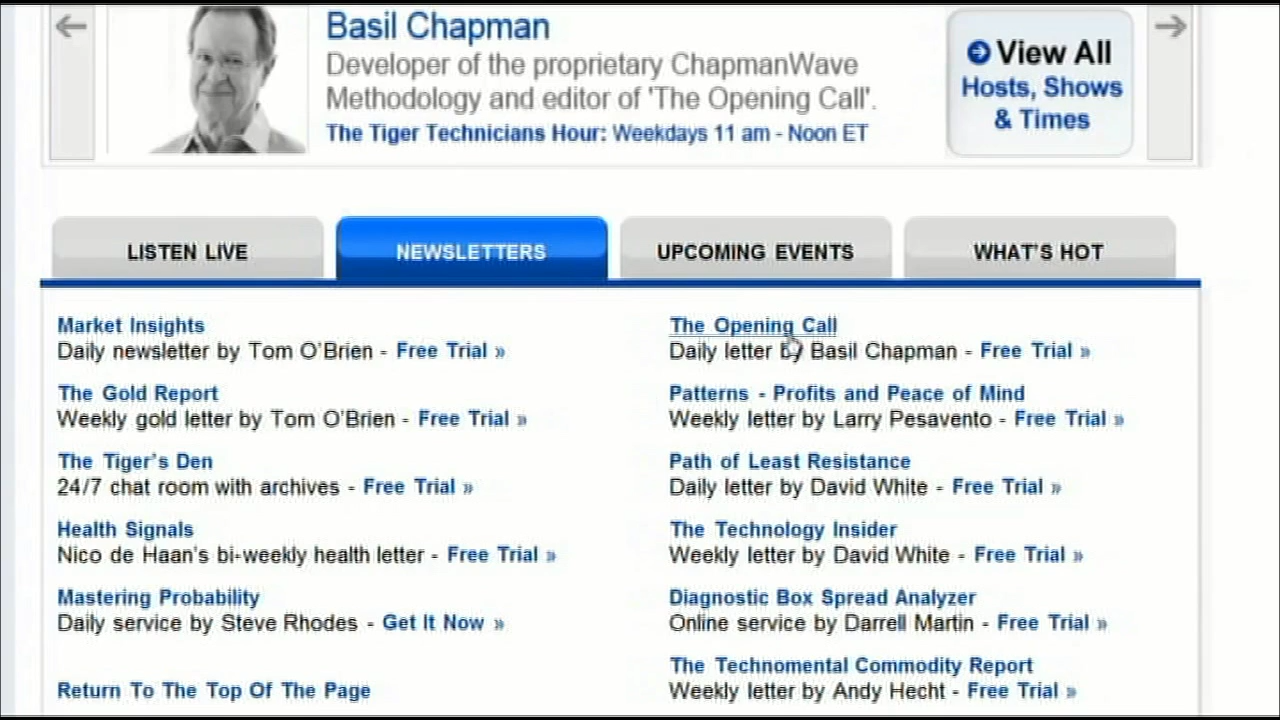 Basil Chapman
Developer of the proprietary ChapmanWave
Methodology and editor of 'The Opening Call'.
The Tiger Technicians Hour: Weekdays 11 am - Noon ET
View All
Hosts, Shows
& Times
LISTEN LIVE
NEWSLETTERS
UPCOMING EVENTS
WHAT'S HOT
Market Insights
Daily newsletter by Tom O'Brien - Free Trial »
The Gold Report
Weekly gold letter by Tom O'Brien - Free Trial »
The Tiger's Den
24/7 chat room with archives - Free Trial »
Health Signals
Nico de Haan's bi-weekly health letter - Free Trial »
Mastering Probability
Daily service by Steve Rhodes - Get It Now »
Return To The Top Of The Page
The Opening Call
Daily letter by Basil Chapman - Free Trial »
Patterns - Profits and Peace of Mind
Weekly letter by Larry Pesavento - Free Trial »
Path of Least Resistance
Daily letter by David White - Free Trial »
The Technology Insider
Weekly letter by David White - Free Trial »
Diagnostic Box Spread Analyzer
Online service by Darrell Martin - Free Trial »
The Technomental Commodity Report
Weekly letter by Andy Hecht - Free Trial »